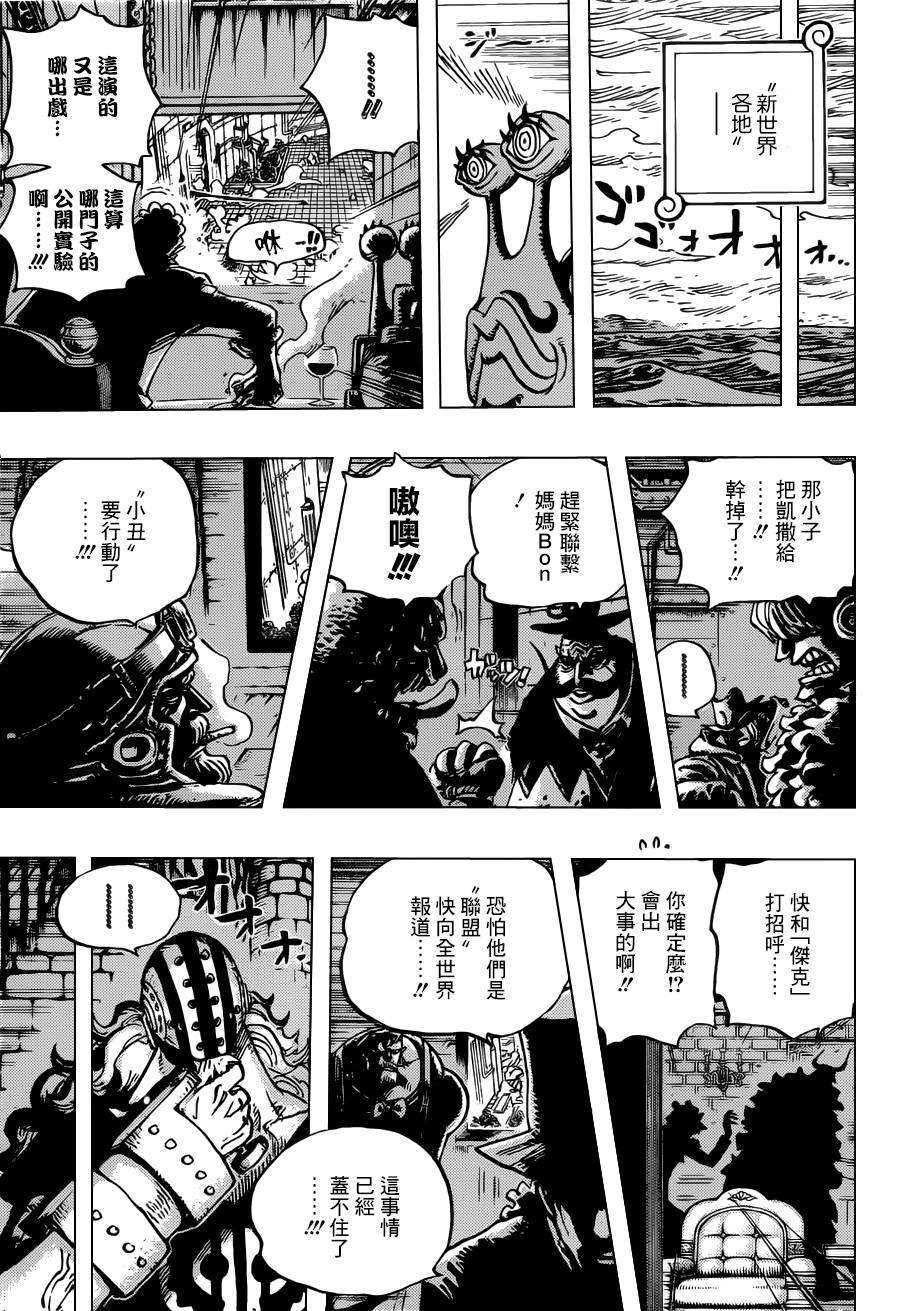 〝新世界
各地〟
──
ゴゴォオオオ…
ジ
……!!
咻─!!
這演的
又是
哪出戲…
這算
哪門子的
公開實驗
啊……!!!
那小子
把凱撒給
……!!
幹掉了…!!
………
趕緊聯繫
媽媽Bon
!
ガッツ!
嗷噢!!!
〝小丑〟
要行動了
……!!!
快和「傑克」
打招呼……
你確定麼!?
會出
大事的啊!!
恐怕他們是
〝聯盟〟
快向全世界
報道……!!
這事情
已經
蓋不住了
……!!!
オオ
………